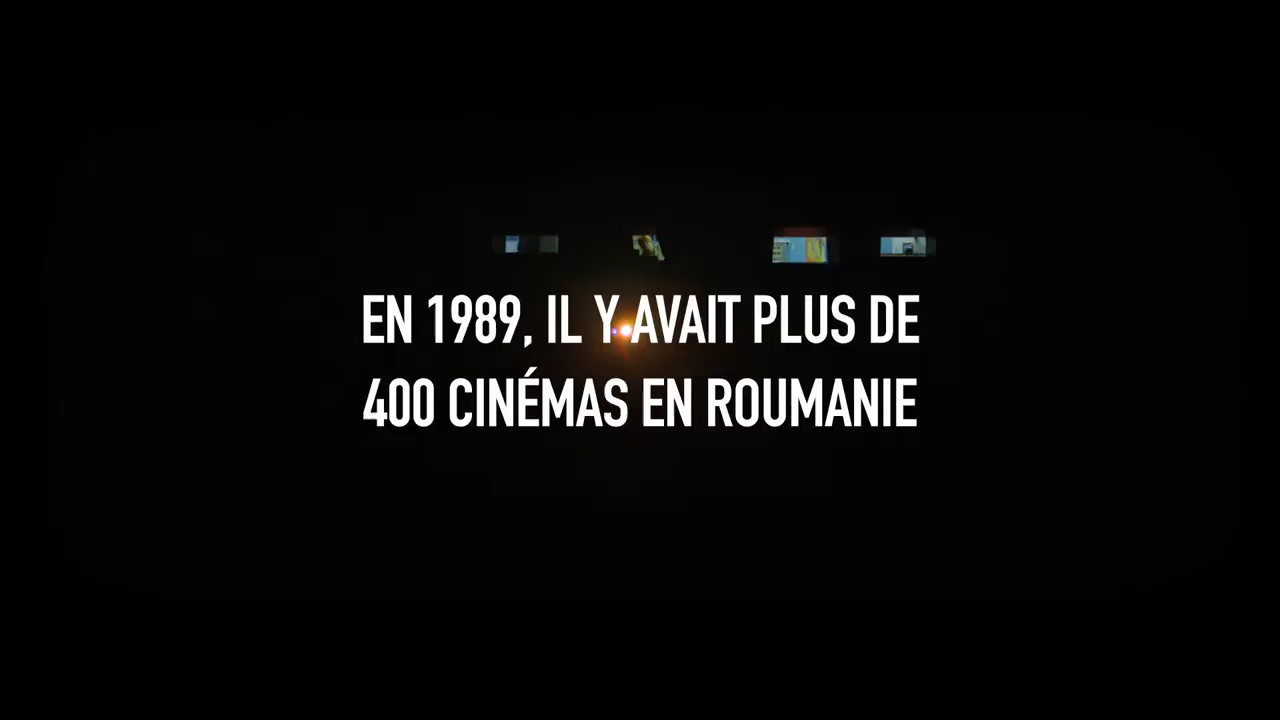 EN 1989, IL Y AVAIT PLUS DE
400 CINÉMAS EN ROUMANIE